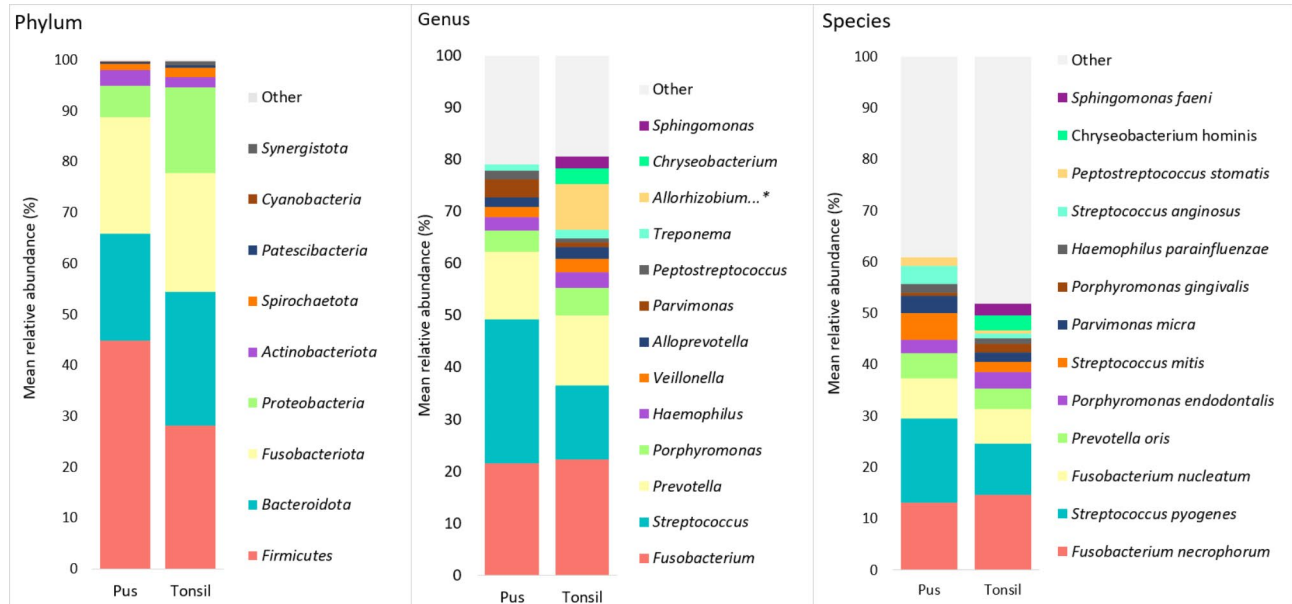 Phylum
Mean relative abundance (%)
100
90
80
70
60
50
40
30
20
10
0
Pus
Tonsil
Other
Synergistota
Cyanobacteria
Patescibacteria
Spirochaetota
Actinobacteriota
Proteobacteria
Fusobacteriota
Bacteroidota
Firmicutes
Genus
Mean relative abundance (%)
100
90
80
70
60
50
40
30
20
10
0
Pus
Tonsil
Other
Sphingomonas
Chryseobacterium
Allorhizobium...*
Treponema
Peptostreptococcus
Parvimonas
Alloprevotella
Veillonella
Haemophilus
Porphyromonas
Prevotella
Streptococcus
Fusobacterium
Species
Mean relative abundance (%)
100
90
80
70
60
50
40
30
20
10
0
Pus
Tonsil
Other
Sphingomonas faeni
Chryseobacterium hominis
Peptostreptococcus stomatis
Streptococcus anginosus
Haemophilus parainfluenzae
Porphyromonas gingivalis
Parvimonas micra
Streptococcus mitis
Porphyromonas endodontalis
Prevotella oris
Fusobacterium nucleatum
Streptococcus pyogenes
Fusobacterium necrophorum